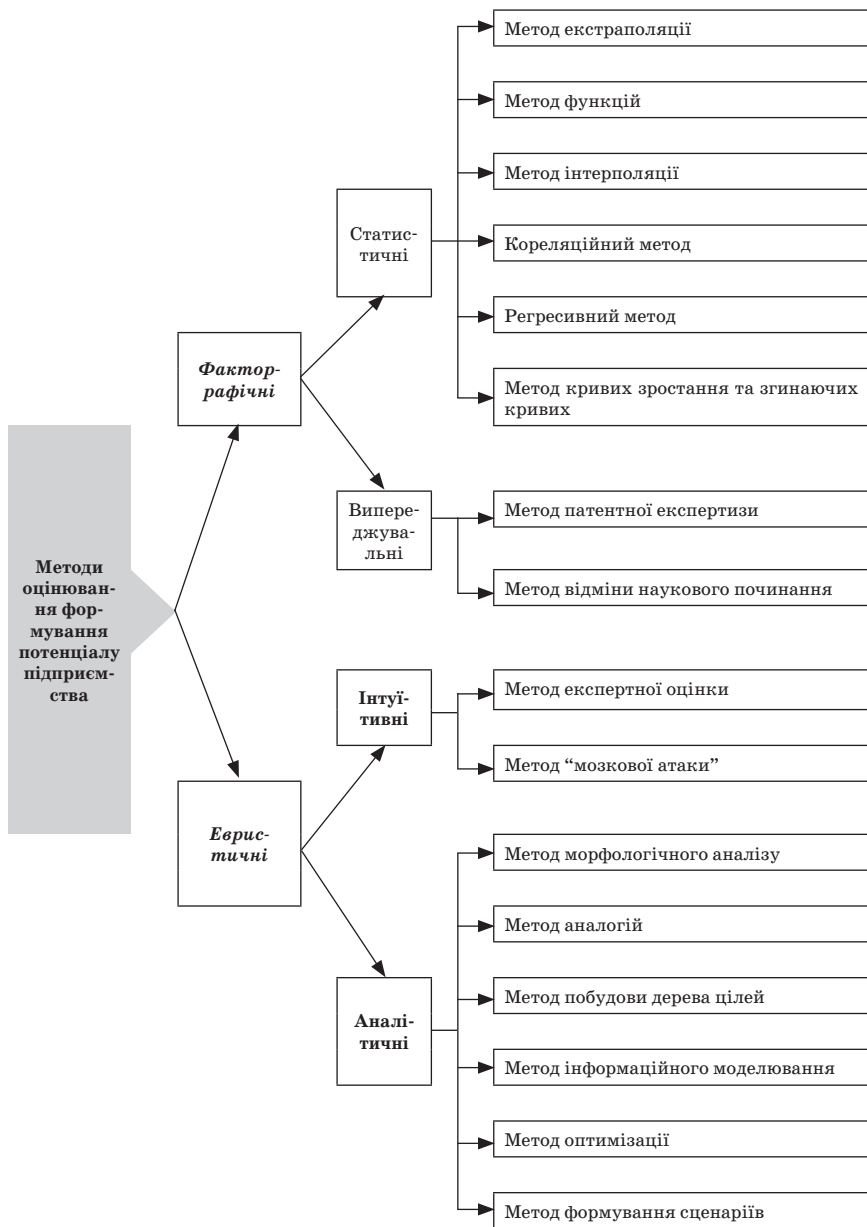 Методи
оцінюван-
ня фор-
мування
потенціалу
підприєм-
ства
Фактор-
рафічні
Статис-
тичні
Метод екстраполяції
Метод функцій
Метод інтерполяції
Кореляційний метод
Регресивний метод
Метод кривих зростання та згинаючих
кривих
Випере-
джува-
льні
Метод патентної експертизи
Метод відміни наукового починання
Еврис-
тичні
Інтуї-
тивні
Метод експертної оцінки
Метод “мозкової атаки”
Аналі-
тичні
Метод морфологічного аналізу
Метод аналогій
Метод побудови дерева цілей
Метод інформаційного моделювання
Метод оптимізації
Метод формування сценаріїв